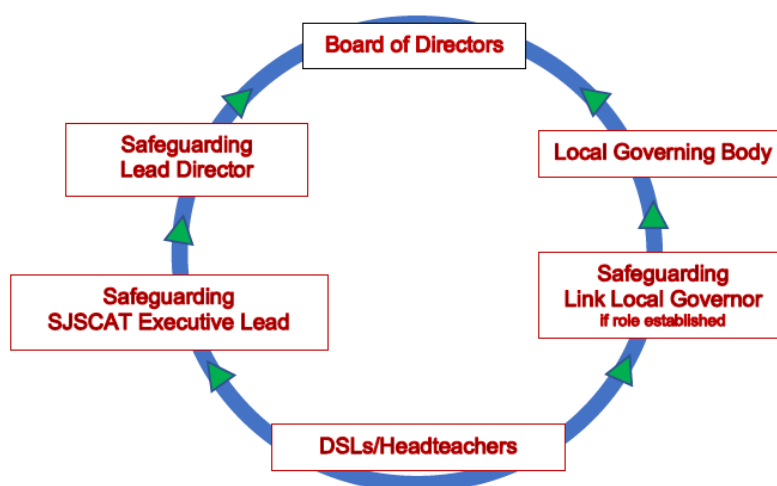 Board of Directors
Safeguarding
Lead Director
Local Governing Body
Safeguarding
SJSCAT Executive Lead
Safeguarding
Link Local Governor
if role established
DSLs/Headteachers